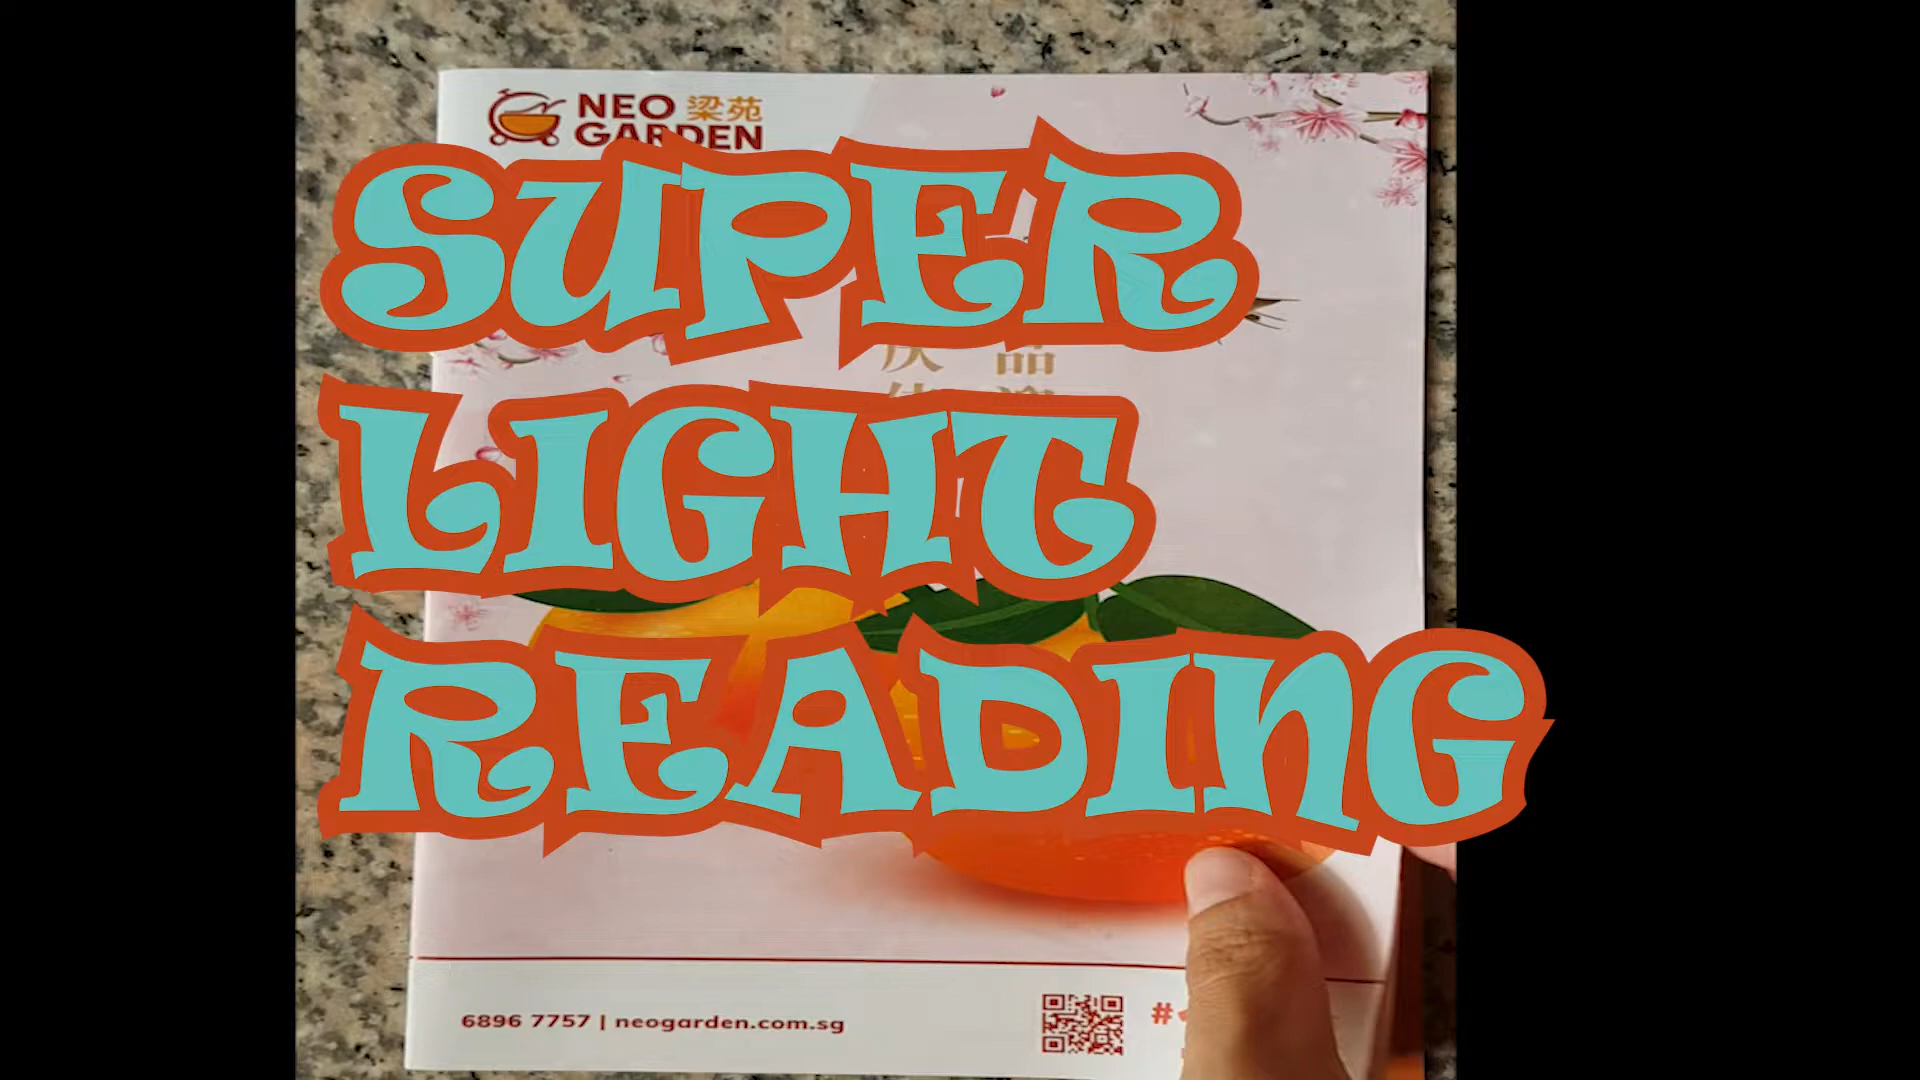 NEO 梁苑
GARDEN
SUPER
LIGHT
READING
6896 7757 | neogarden.com.sg
#